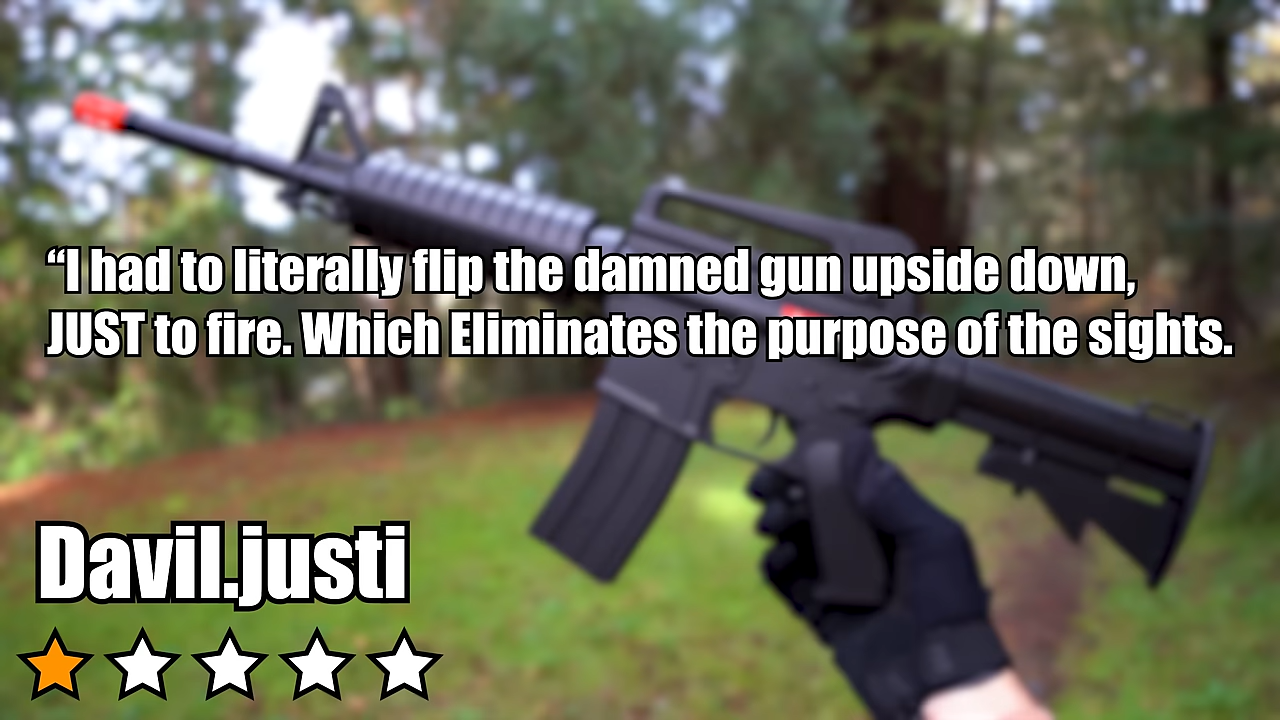 “I had to literally flip the damned gun upside down,
JUST to fire. Which Eliminates the purpose of the sights.
Davil.justi